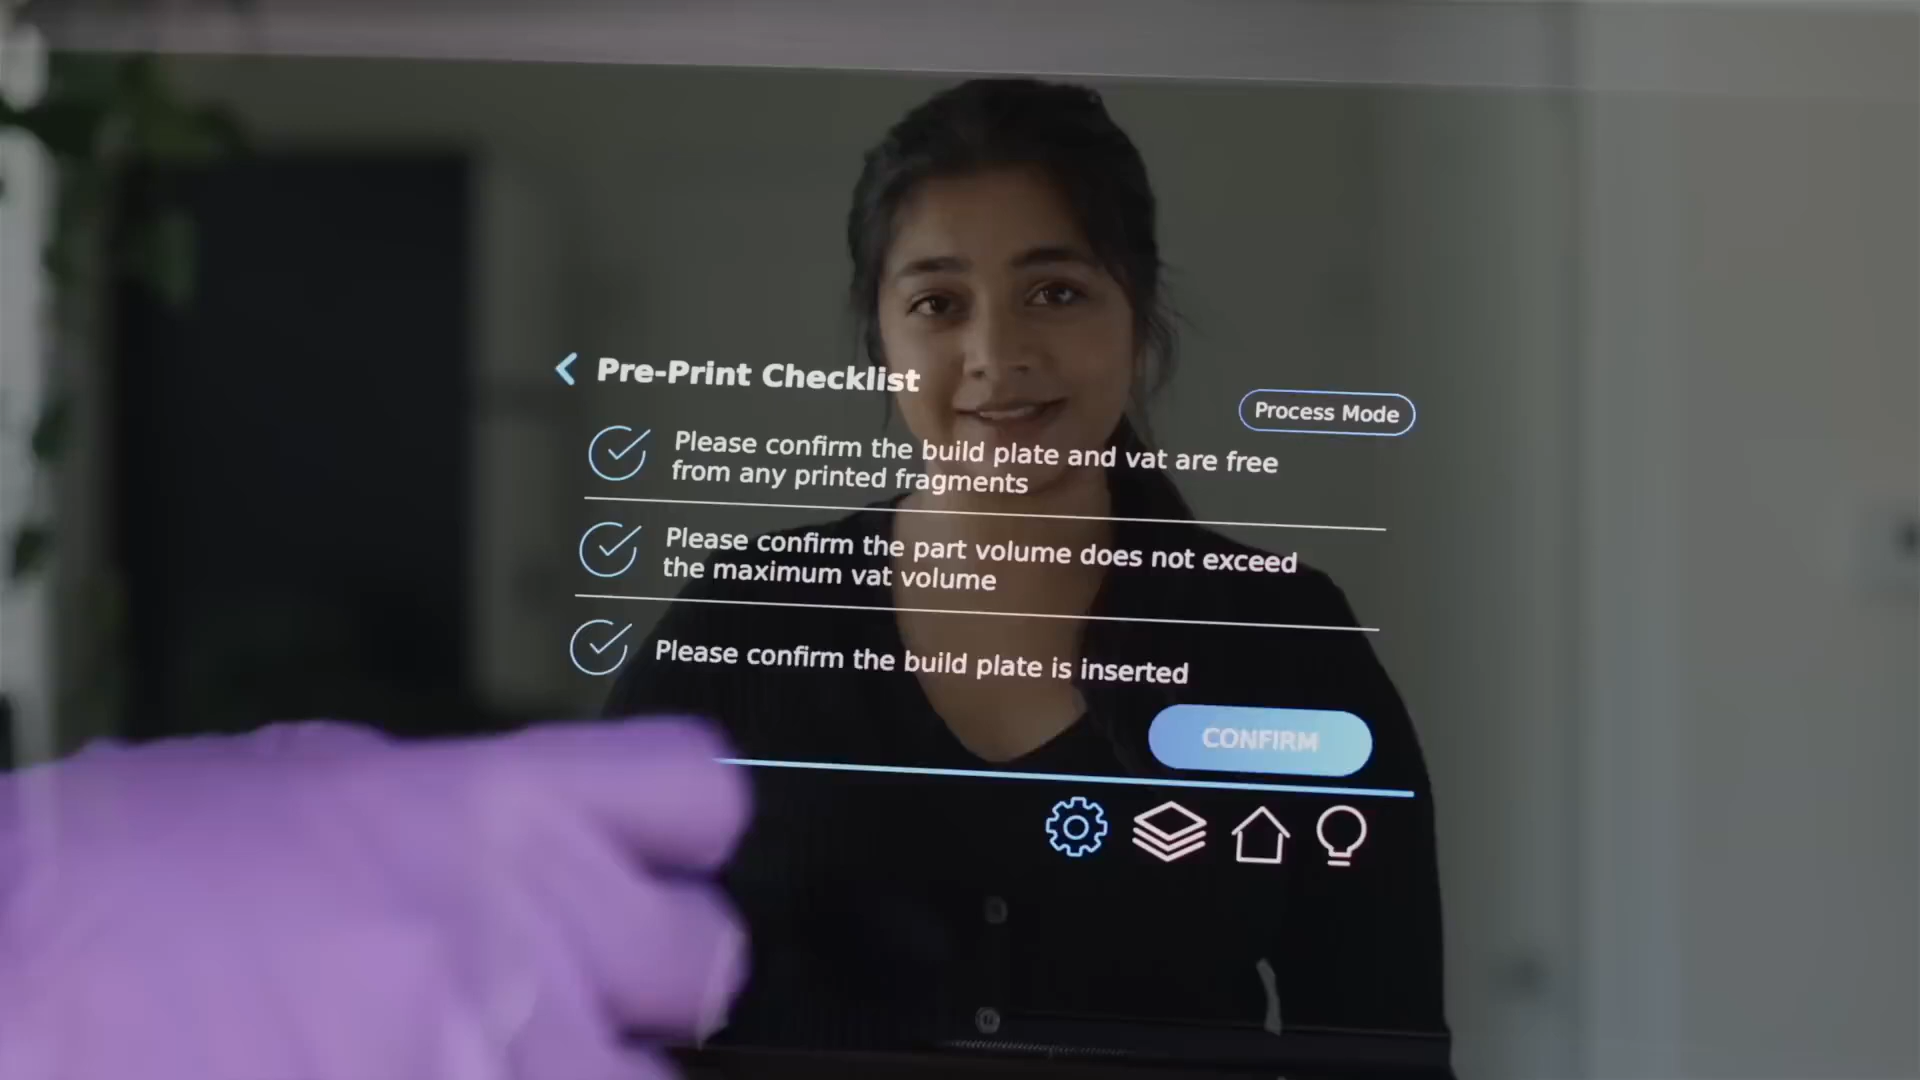 Pre-Print Checklist
Process Mode
Please confirm the build plate and vat are free
from any printed fragments
Please confirm the part volume does not exceed
the maximum vat volume
Please confirm the build plate is inserted
CONFIRM